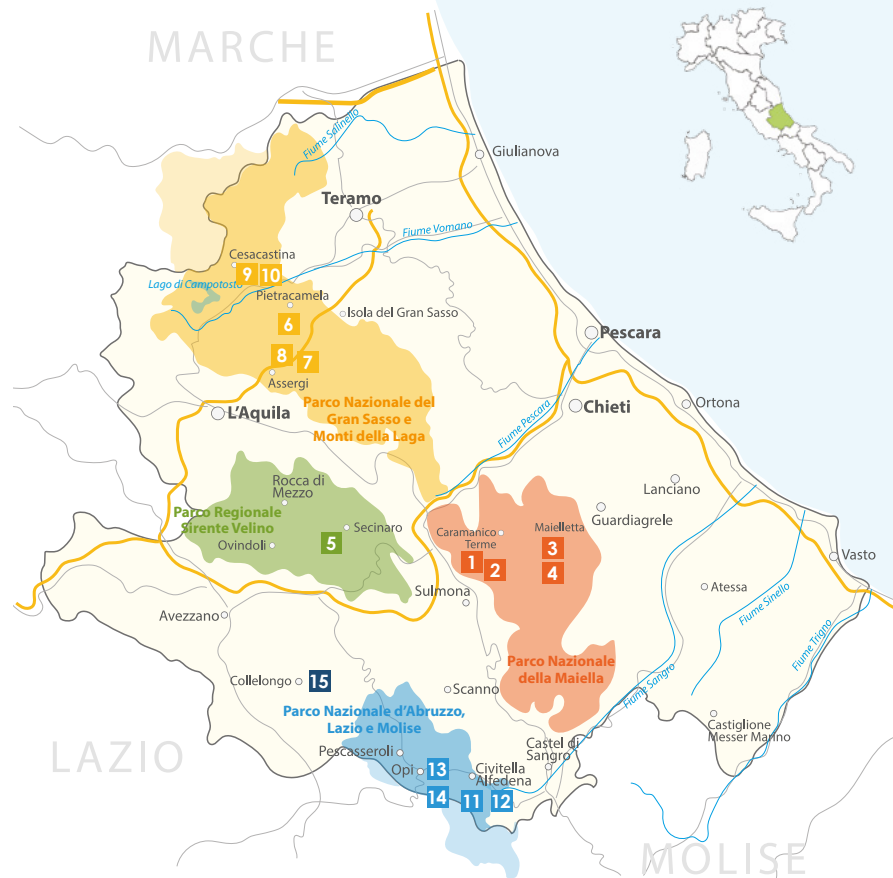 MARCHE
Fiume Salinello
Giulianova
Teramo
Fiume Vomano
Cesacastina
9 10
Lago di Campotosto
Pietracamela
Isola del Gran Sasso
6
Pescara
8 7
Assergi
Parco Nazionale del
Gran Sasso e
Monti della Laga
L'Aquila
Fiume Pescara
Chieti
Ortona
Rocca di
Mezzo
Lanciano
Parco Regionale
Sirente Velino
Secinaro
Guardiagrele
Ovindoli
5
Caramanico
Terme
Maielletta
1 2
3
4
Vasto
Sulmona
Atessa
Fiume Sinello
Avezzano
Fiume Trigno
Parco Nazionale
della Maiella
Fiume Sangro
Collelongo
15
Scanno
Parco Nazionale d'Abruzzo,
Lazio e Molise
Castiglione
Messer Marino
LAZIO
Pescasseroli
Castel di
Sangro
Opi
13
Civitella
Alfedena
14
11 12
MOLISE